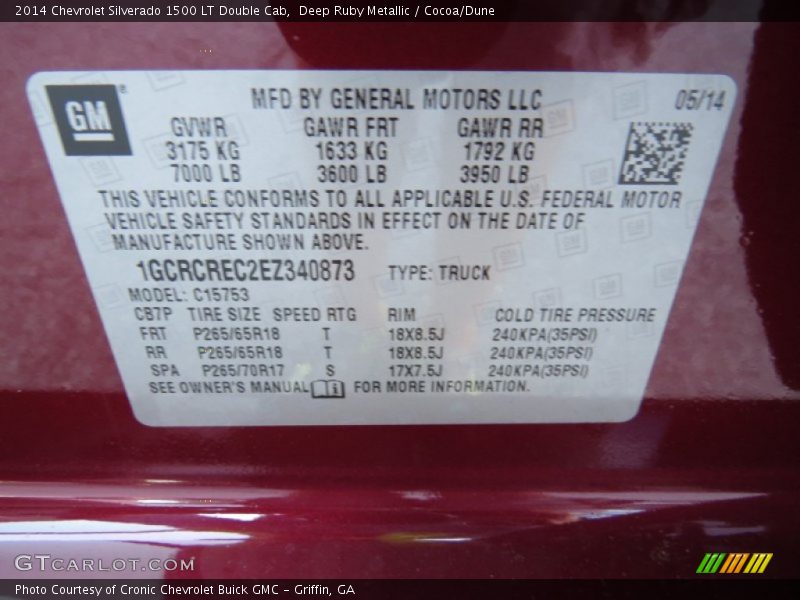 2014 Chevrolet Silverado 1500 LT Double Cab,  Deep Ruby Metallic / Cocoa/Dune
GM®
MFD BY GENERAL MOTORS LLC 05/14
GVWR GAWR FRT GAWR RR
3175 KG 1633 KG 1792 KG
7000 LB 3600 LB 3950 LB
THIS VEHICLE CONFORMS TO ALL APPLICABLE U.S. FEDERAL MOTOR
VEHICLE SAFETY STANDARDS IN EFFECT ON THE DATE OF
MANUFACTURE SHOWN ABOVE.
1GCRCREC2EZ340873 TYPE: TRUCK
MODEL: C15753
CBTP TIRE SIZE SPEED RTG RIM COLD TIRE PRESSURE
FRT P265/65R18 T 18X8.5J 240KPA(35PSI)
RR P265/65R18 T 18X8.5J 240KPA(35PSI)
SPA P265/70R17 S 17X7.5J 240KPA(35PSI)
SEE OWNER'S MANUAL FOR MORE INFORMATION.
GTCARLOT.COM
Photo Courtesy of Cronic Chevrolet Buick GMC – Griffin, GA